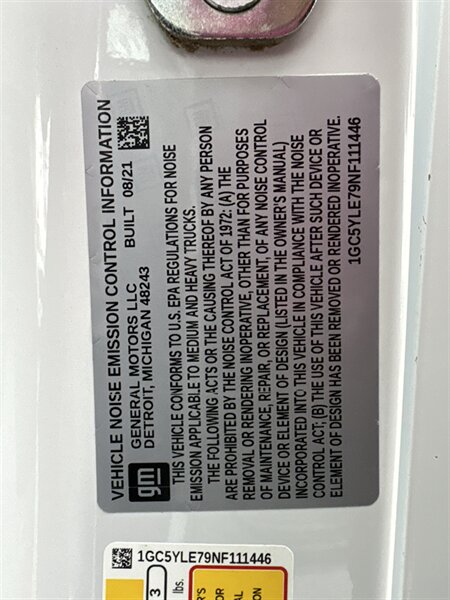 VEHICLE NOISE EMISSION CONTROL INFORMATION
gm
GENERAL MOTORS LLC
DETROIT, MICHIGAN 48243 BUILT 08/21
THIS VEHICLE CONFORMS TO U.S. EPA REGULATIONS FOR NOISE
EMISSION APPLICABLE TO MEDIUM AND HEAVY TRUCKS.
THE FOLLOWING ACTS OR THE CAUSING THEREOF BY ANY PERSON
ARE PROHIBITED BY THE NOISE CONTROL ACT OF 1972: (A) THE
REMOVAL OR RENDERING INOPERATIVE, OTHER THAN FOR PURPOSES
OF MAINTENANCE, REPAIR, OR REPLACEMENT, OF ANY NOISE CONTROL
DEVICE OR ELEMENT OF DESIGN (LISTED IN THE OWNER'S MANUAL)
INCORPORATED INTO THIS VEHICLE IN COMPLIANCE WITH THE NOISE
CONTROL ACT, (B) THE USE OF THIS VEHICLE AFTER SUCH DEVICE OR
ELEMENT OF DESIGN HAS BEEN REMOVED OR RENDERED INOPERATIVE.
1GC5YLE79NF111446
1GC5YLE79NF111446
3
lbs.
R'S
OR
AL
ION